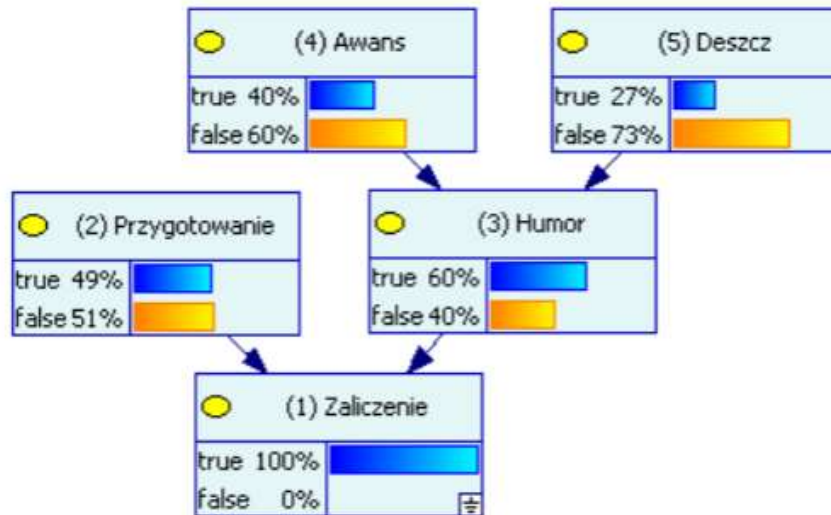 (4) Awans
true 40%
false 60%
(5) Deszcz
true 27%
false 73%
(2) Przygotowanie
true 49%
false 51%
(3) Humor
true 60%
false 40%
(1) Zaliczenie
true 100%
false 0%